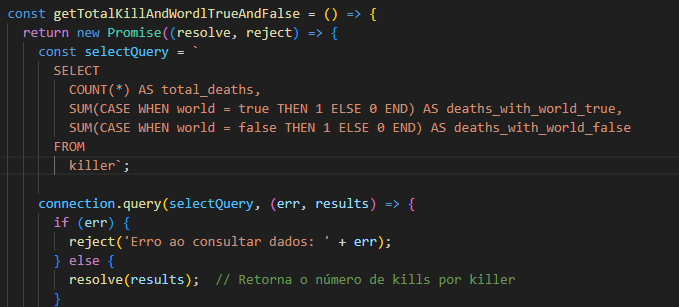 const getTotalKillAndWordlTrueAndFalse = () => {
  return new Promise((resolve, reject) => {
    const selectQuery = `
      SELECT
        COUNT(*) AS total_deaths,
        SUM(CASE WHEN world = true THEN 1 ELSE 0 END) AS deaths_with_world_true,
        SUM(CASE WHEN world = false THEN 1 ELSE 0 END) AS deaths_with_world_false
      FROM
        killer`;
    connection.query(selectQuery, (err, results) => {
      if (err) {
        reject('Erro ao consultar dados: ' + err);
      } else {
        resolve(results);  // Retorna o número de kills por killer
      }